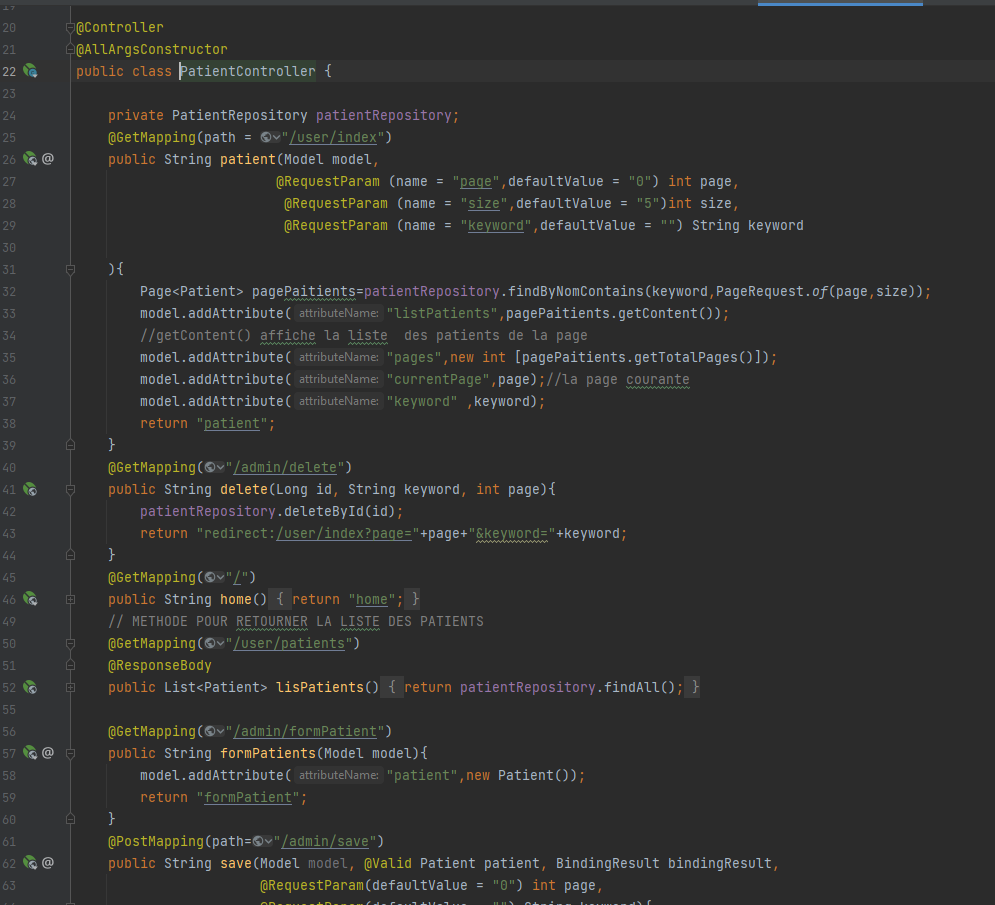 19
20 @Controller
21 @AllArgsConstructor
22 public class PatientController {
23
24 private PatientRepository patientRepository;
25 @GetMapping(path = "/user/index")
26 @ public String patient(Model model,
27 @RequestParam (name = "page",defaultValue = "0") int page,
28 @RequestParam (name = "size",defaultValue = "5")int size,
29 @RequestParam (name = "keyword",defaultValue = "") String keyword
30
31 ){
32 Page<Patient> pagePaitients=patientRepository.findByNomContains(keyword,PageRequest.of(page,size));
33 model.addAttribute( attributeName: "listPatients",pagePaitients.getContent());
34 //getContent() affiche la liste  des patients de la page
35 model.addAttribute( attributeName: "pages",new int [pagePaitients.getTotalPages()]);
36 model.addAttribute( attributeName: "currentPage",page);//la page courante
37 model.addAttribute( attributeName: "keyword" ,keyword);
38 return "patient";
39 }
40 @GetMapping("/admin/delete")
41 public String delete(Long id, String keyword, int page){
42 patientRepository.deleteById(id);
43 return "redirect:/user/index?page="+page+"&keyword="+keyword;
44 }
45 @GetMapping("/")
46 public String home() { return "home"; }
49 // METHODE POUR RETOURNER LA LISTE DES PATIENTS
50 @GetMapping("/user/patients")
51 @ResponseBody
52 public List<Patient> lisPatients() { return patientRepository.findAll(); }
55
56 @GetMapping("/admin/formPatient")
57 @ public String formPatients(Model model){
58 model.addAttribute( attributeName: "patient",new Patient());
59 return "formPatient";
60 }
61 @PostMapping(path="/admin/save")
62 @ public String save(Model model, @Valid Patient patient, BindingResult bindingResult,
63 @RequestParam(defaultValue = "0") int page,
64 @RequestParam(defaultValue = "") String keyword){